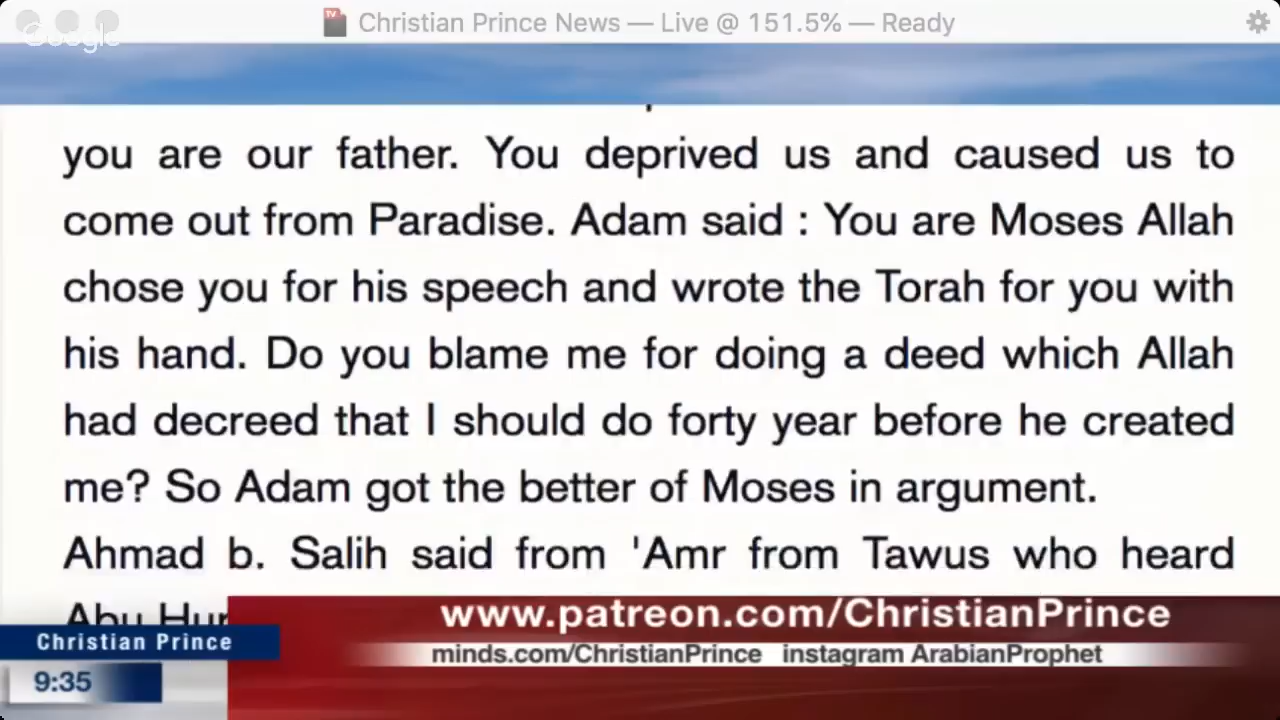 Christian Prince News — Live @ 151.5% — Ready
Google
you are our father. You deprived us and caused us to
come out from Paradise. Adam said : You are Moses Allah
chose you for his speech and wrote the Torah for you with
his hand. Do you blame me for doing a deed which Allah
had decreed that I should do forty year before he created
me? So Adam got the better of Moses in argument.
Ahmad b. Salih said from 'Amr from Tawus who heard
Abu
www.patreon.com/ChristianPrince
Christian Prince
minds.com/ChristianPrince instagram ArabianProphet
9:35